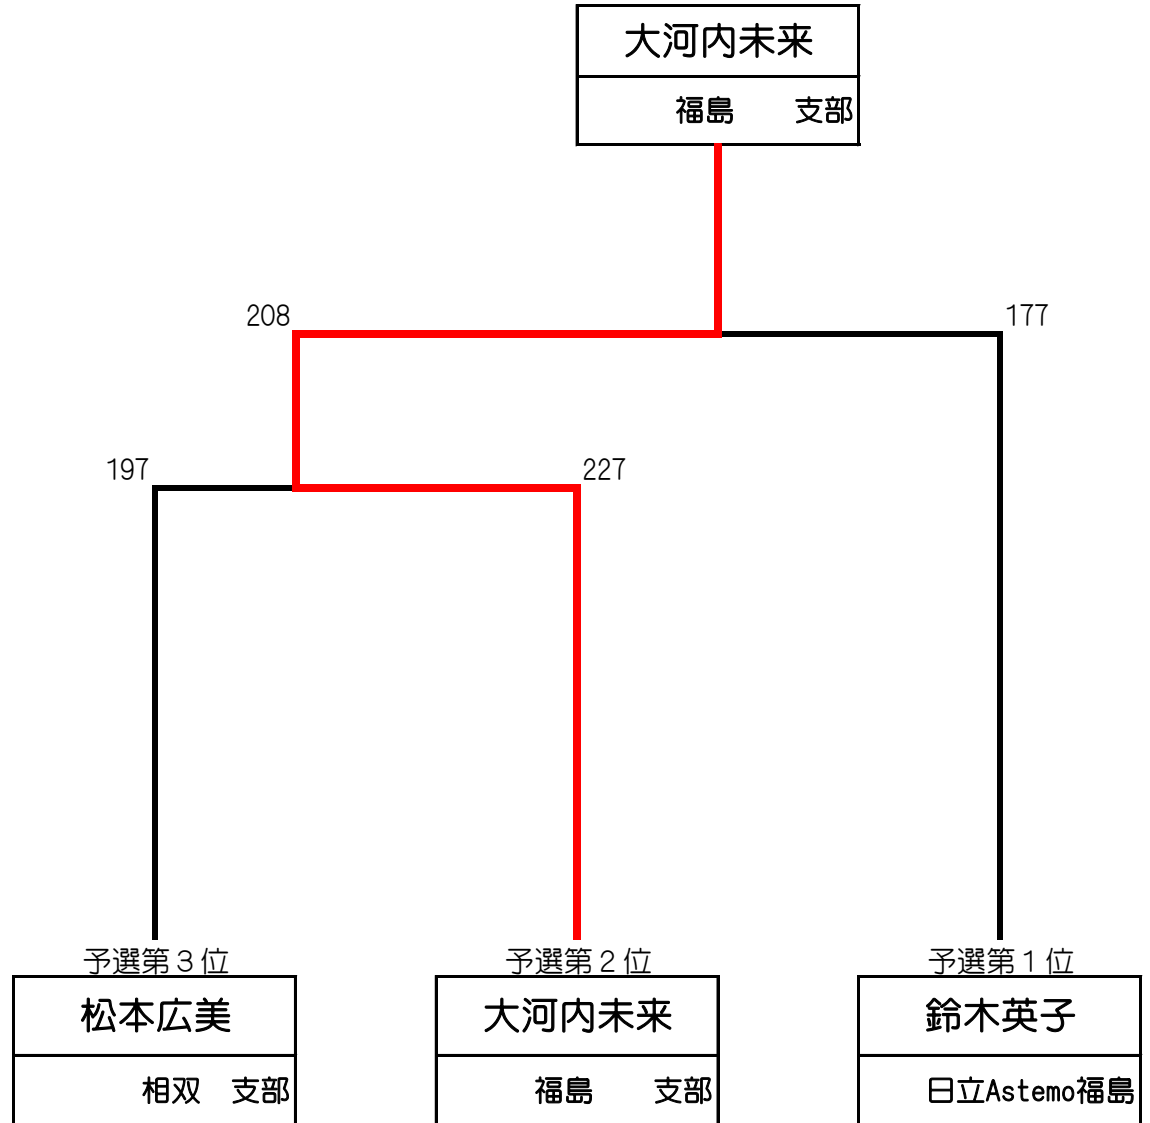 大河内未来
福島　　支部
208
177
197
227
予選第３位
予選第２位
予選第１位
松本広美
大河内未来
鈴木英子
相双　支部
福島　　支部
日立Astemo福島